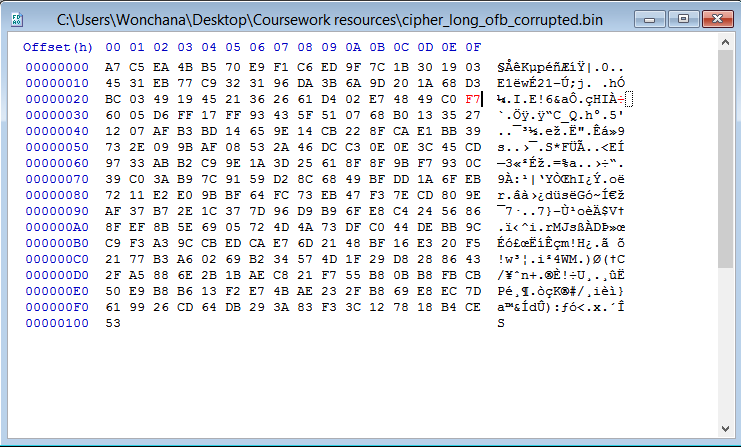 C:\Users\Wonchana\Desktop\Coursework resources\cipher_long_ofb_corrupted.bin
Offset(h) 00 01 02 03 04 05 06 07 08 09 0A 0B 0C 0D 0E 0F
00000000 A7 C5 EA 4B B5 70 E9 F1 C6 ED 9F 7C 1B 30 19 03 §ÅêKµpéñÆíŸ|.0..
00000010 45 31 EB 77 C9 32 31 96 DA 3B 6A 9D 20 1A 68 D3 E1ëwÉ21–Ú;j. .hÓ
00000020 BC 03 49 19 45 21 36 26 61 D4 02 E7 48 49 C0 F7 ¼.I.E!6&aÔ.çHIÀ÷
00000030 60 05 D6 FF 17 FF 93 43 5F 51 07 68 B0 13 35 27 `.Öÿ.ÿ“C_Q.h°.5'
00000040 12 07 AF B3 BD 14 65 9E 14 CB 22 8F CA E1 BB 39 ..¯³½.ež.Ë".Êá»9
00000050 73 2E 09 9B AF 08 53 2A 46 DC C3 0E 0E 3C 45 CD s..›¯.S*FÜÃ..<EÍ
00000060 97 33 AB B2 C9 9E 1A 3D 25 61 8F 8F 9B F7 93 0C —3«²Éž.=%a..›÷“.
00000070 39 C0 03 3A B9 7C 91 59 D2 8C 68 49 BF DD 1A 6F EB
00000080 72 11 E2 E0 9B BF 64 FC 73 EB 47 F3 7E CD 80 9E r.âà›¿düsëGó~Í€ž
00000090 AF 37 B7 2E 1C 37 7D 96 D9 B9 6F E8 C4 24 56 86 ¯7·..7}–Ù¹oèÄ$V†
000000A0 8F EF 8B 5E 69 05 72 4D 4A 73 DF C0 44 DE BB 9C .ï‹^i.rMJsßÀDÞ»œ
000000B0 C9 F3 A3 9C CB ED CA E7 6D 21 48 BF 16 E3 20 F5 Éó£œËíÊçm!H¿.ã õ
000000C0 21 77 B3 A6 02 69 B2 34 57 4D 1F 29 D8 28 86 43 !w³¦.i²4WM.)Ø(†C
000000D0 2F A5 88 6E 2B 1B AE C8 21 F7 55 B8 0B B8 FB CB /¥ˆn+.®È!÷U¸.¸ûË
000000E0 50 E9 B8 B6 13 F2 E7 4B AE 23 2F B8 69 E8 EC 7D Pé¸¶.òçK®#/¸ièì}
000000F0 61 99 26 CD 64 DB 29 3A 83 F3 3C 12 78 18 B4 CE a™&ÍdÛ):ƒó<.x.´Î
00000100 53 S